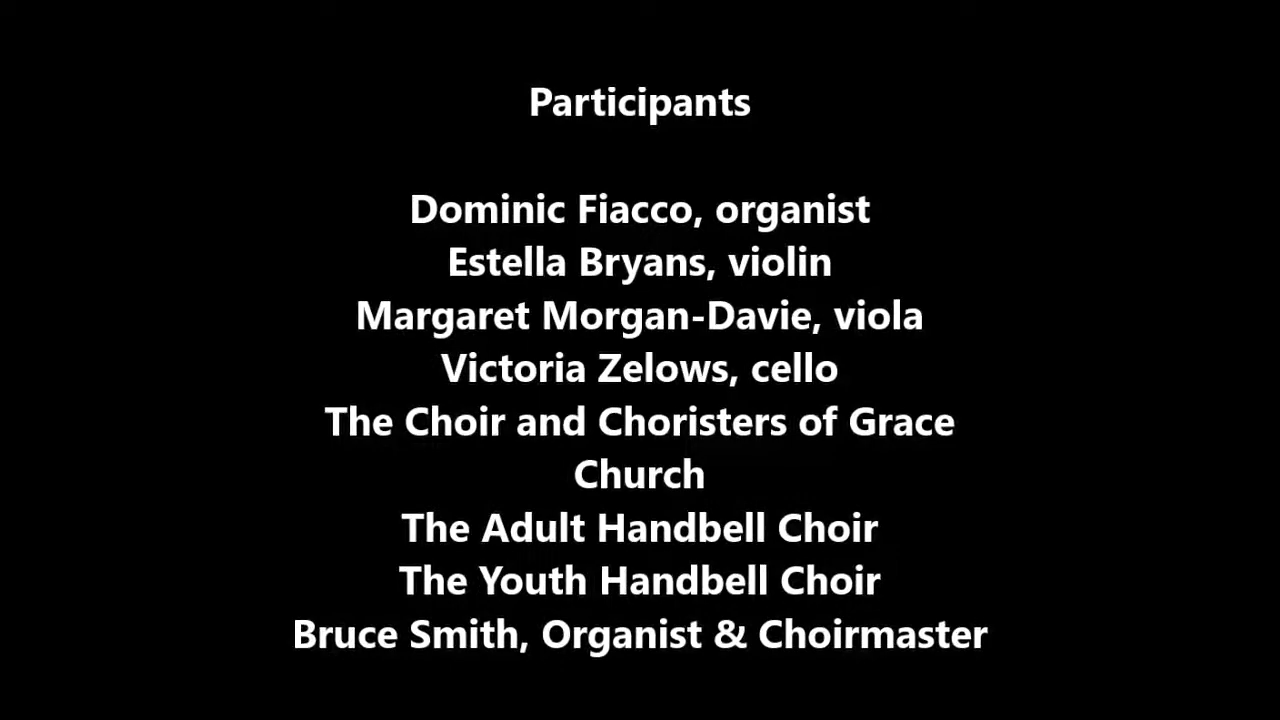 Participants
Dominic Fiacco, organist
Estella Bryans, violin
Margaret Morgan-Davie, viola
Victoria Zelows, cello
The Choir and Choristers of Grace
Church
The Adult Handbell Choir
The Youth Handbell Choir
Bruce Smith, Organist & Choirmaster